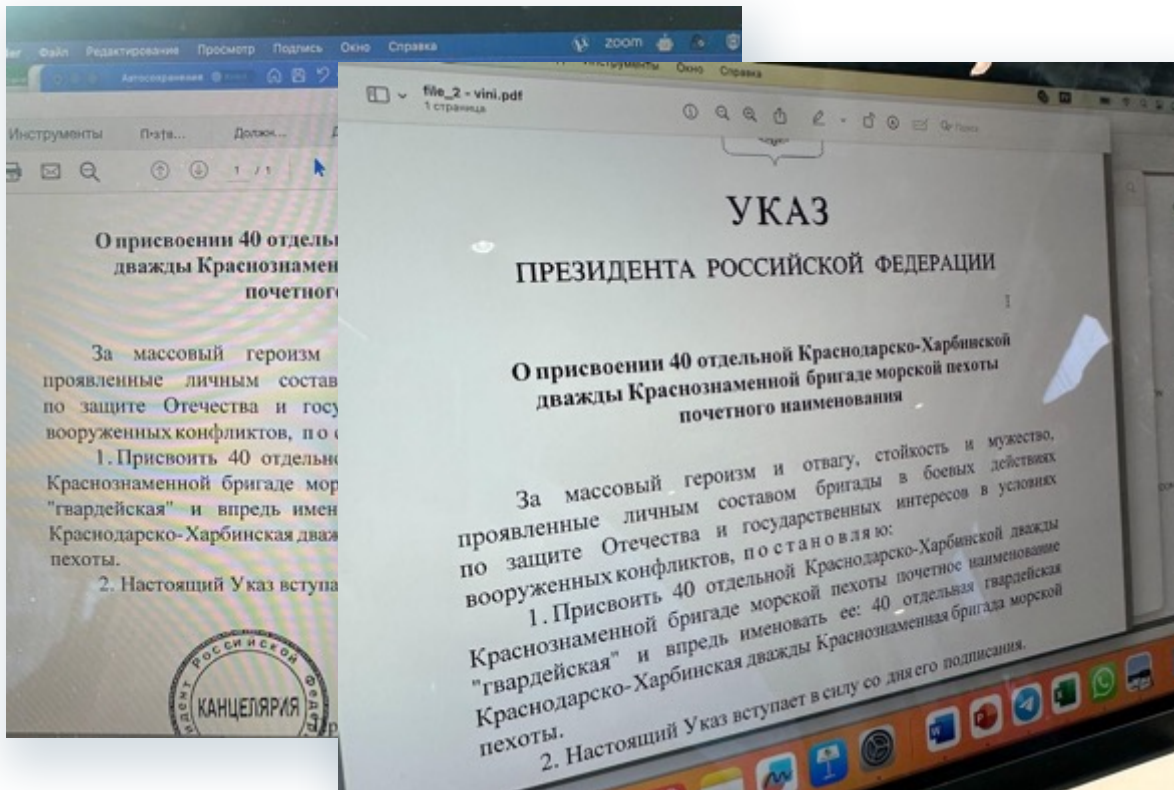 Файл Редактирование Просмотр Подпись Окно Справка
zoom
Автосохранение
Инструменты
Должн...
1 / 1
О присвоении 40 отдель
дважды Краснознамен
почетног
За массовый героизм
проявленные личным состав
по защите Отечества и госу
вооруженных конфликтов, п о с
1. Присвоить 40 отдельно
Краснознаменной бригаде мор
"гвардейская" и впредь имен
Краснодарско-Харбинская дваж
пехоты.
2. Настоящий Указ вступа
КАНЦЕЛЯРИЯ
Инструменты Окно Справка
file_2 - vini.pdf
1 страница
Поиск
УКАЗ
ПРЕЗИДЕНТА РОССИЙСКОЙ ФЕДЕРАЦИИ
О присвоении 40 отдельной Краснодарско-Харбинской
дважды Краснознаменной бригаде морской пехоты
почетного наименования
За массовый героизм и отвагу, стойкость и мужество,
проявленные личным составом бригады в боевых действиях
по защите Отечества и государственных интересов в условиях
вооруженных конфликтов, п о с т а н о в л я ю:
1. Присвоить 40 отдельной Краснодарско-Харбинской дважды
Краснознаменной бригаде морской пехоты почетное наименование
"гвардейская" и впредь именовать ее: 40 отдельная гвардейская
Краснодарско-Харбинская дважды Краснознаменная бригада морской
пехоты.
2. Настоящий Указ вступает в силу со дня его подписания.